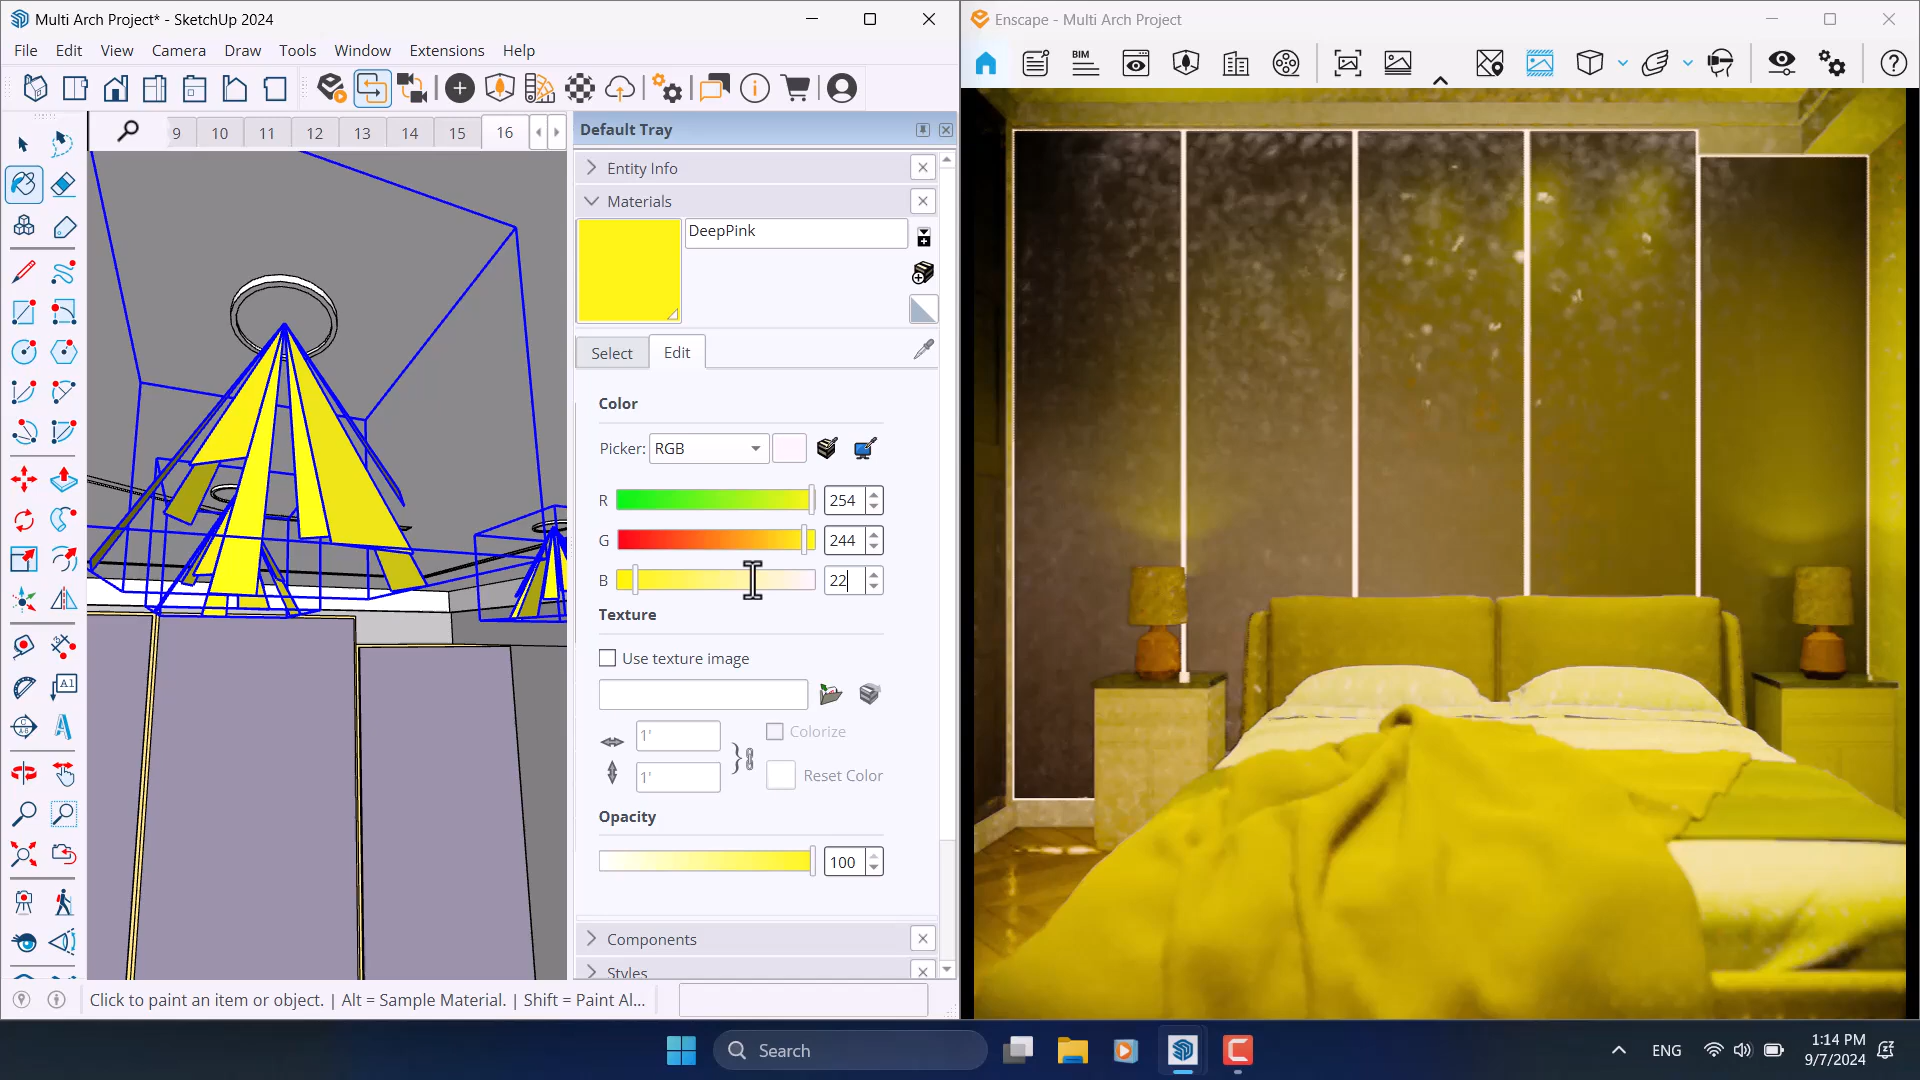 Multi Arch Project* - SketchUp 2024
File Edit View Camera Draw Tools Window Extensions Help
9 10 11 12 13 14 15 16
Default Tray
Entity Info
Materials
DeepPink
Select Edit
Color
Picker: RGB
R 254
G 244
B 22
Texture
Use texture image
1' Colorize
1' Reset Color
Opacity
100
Components
Styles
A1
Click to paint an item or object. | Alt = Sample Material. | Shift = Paint Al...
Enscape - Multi Arch Project
BIM
Search
ENG
1:14 PM
9/7/2024